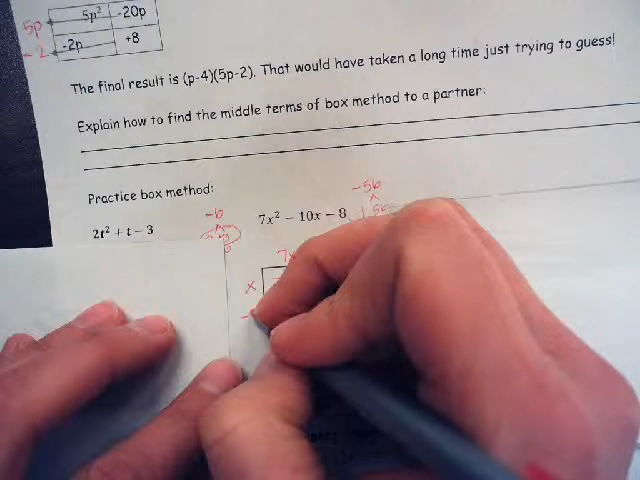 5p 5p² -20p
-2 -2p +8
The final result is (p-4)(5p-2). That would have taken a long time just trying to guess!
Explain how to find the middle terms of box method to a partner:
Practice box method:
-56
-6
7x² - 10x - 8
2t² + t - 3
x